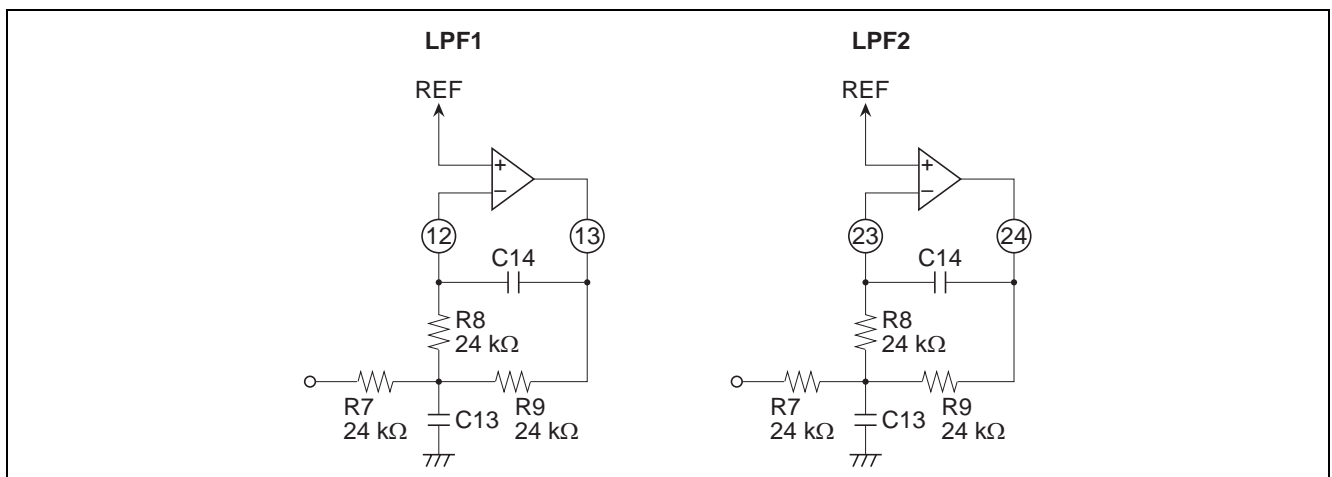 LPF1
REF
+
−
12
13
C14
R8
24 kΩ
R7
24 kΩ
C13
R9
24 kΩ
LPF2
REF
+
−
23
24
C14
R8
24 kΩ
R7
24 kΩ
C13
R9
24 kΩ